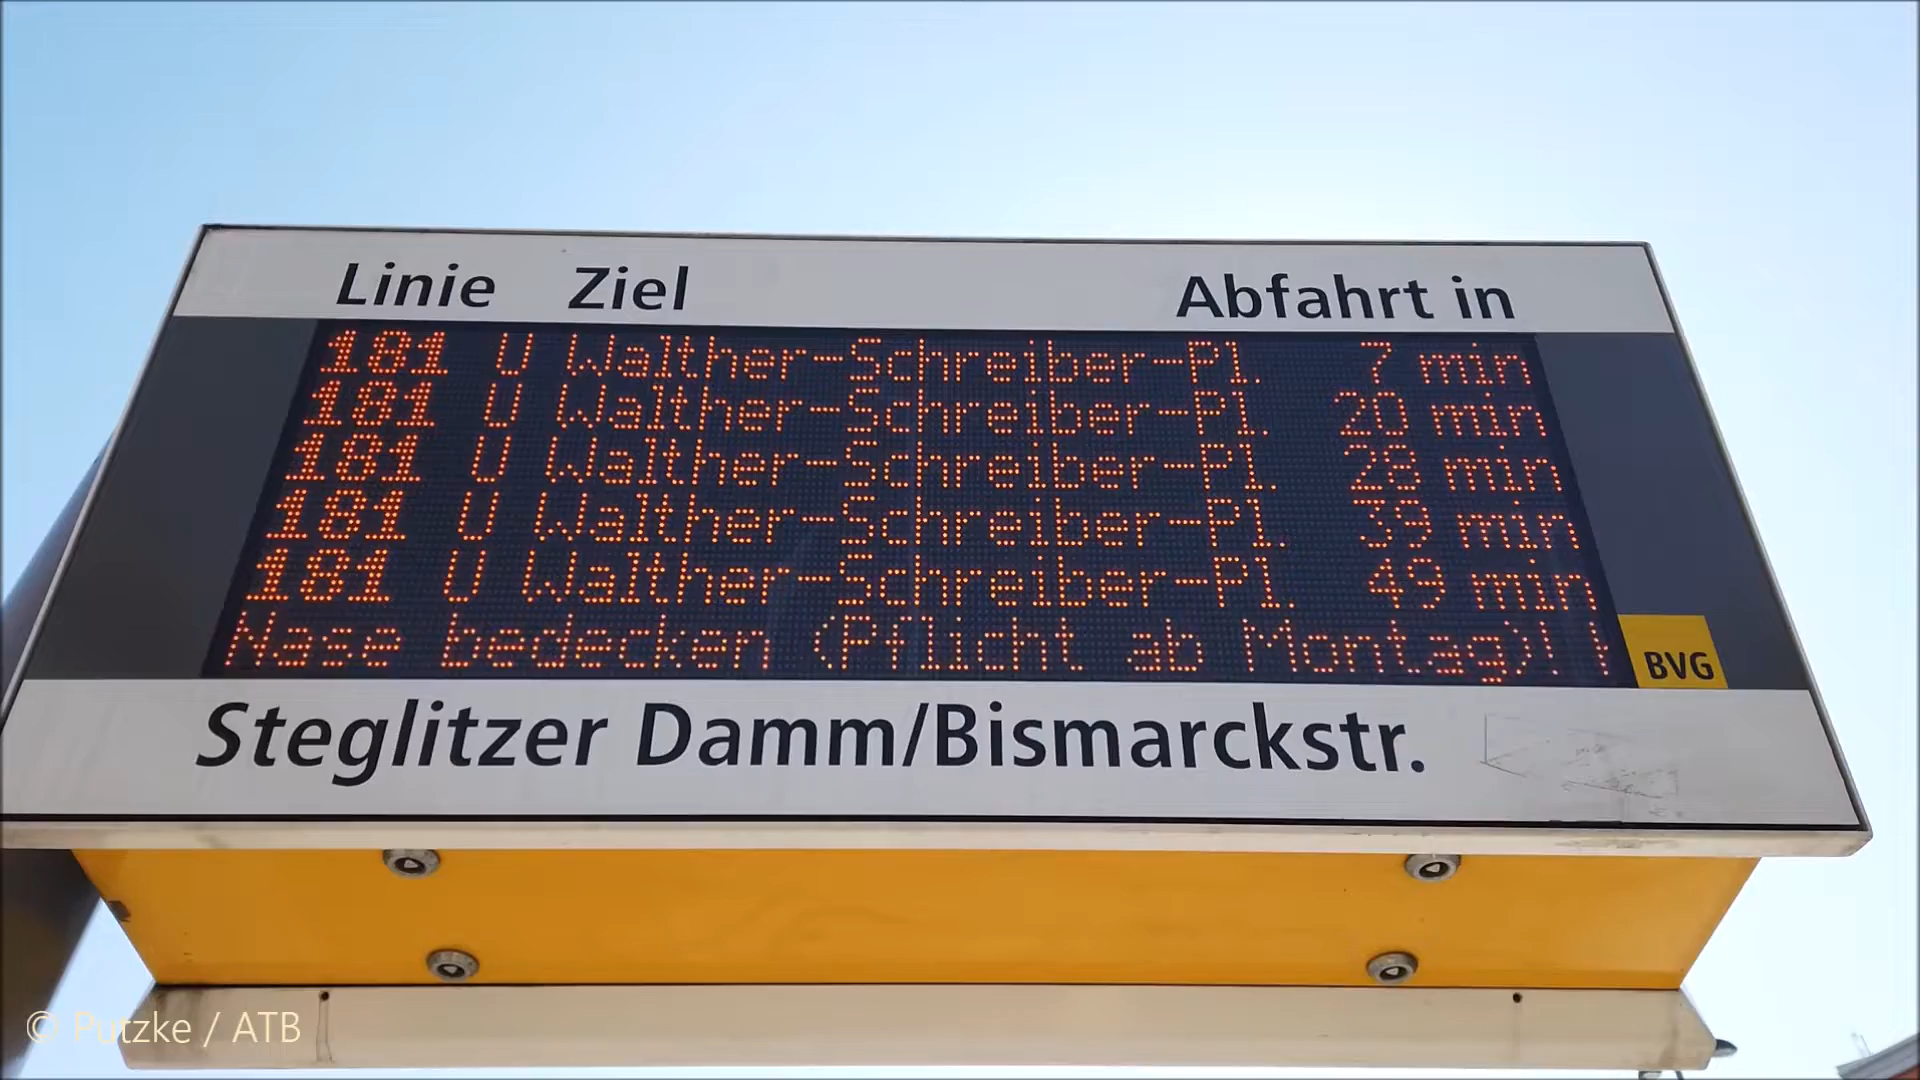 Linie Ziel Abfahrt in
181 U Walther-Schreiber-Pl. 7 min
181 U Walther-Schreiber-Pl. 20 min
181 U Walther-Schreiber-Pl. 28 min
181 U Walther-Schreiber-Pl. 39 min
181 U Walther-Schreiber-Pl. 49 min
Nase bedecken (Pflicht ab Montag)! !
BVG
Steglitzer Damm/Bismarckstr.
© Putzke / ATB